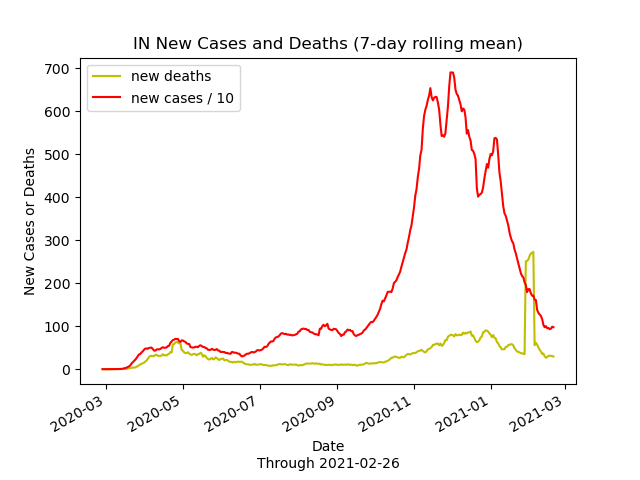 IN New Cases and Deaths (7-day rolling mean)
new deaths
new cases / 10
New Cases or Deaths
700
600
500
400
300
200
100
0
2020-03
2020-05
2020-07
2020-09
2020-11
2021-01
2021-03
Date
Through 2021-02-26